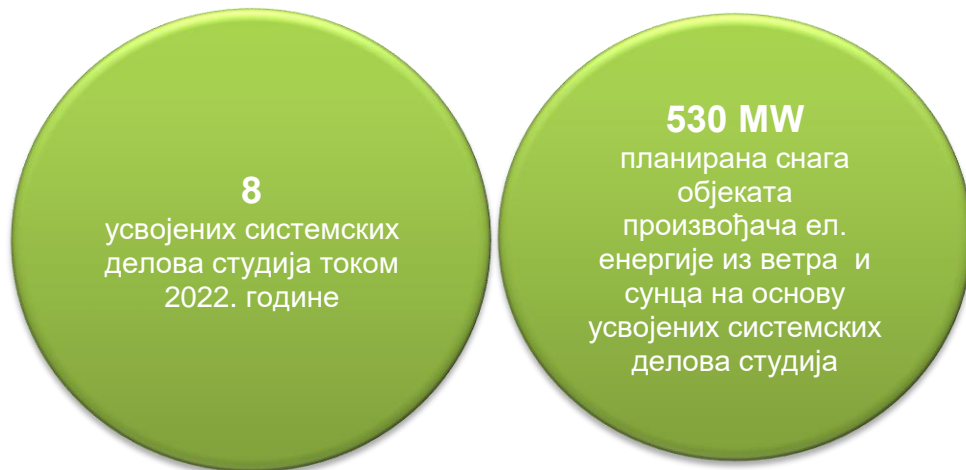 8
усвојених системских
делова студија током
2022. године
530 MW
планирана снага
објеката
произвођача ел.
енергије из ветра и
сунца на основу
усвојених системских
делова студија